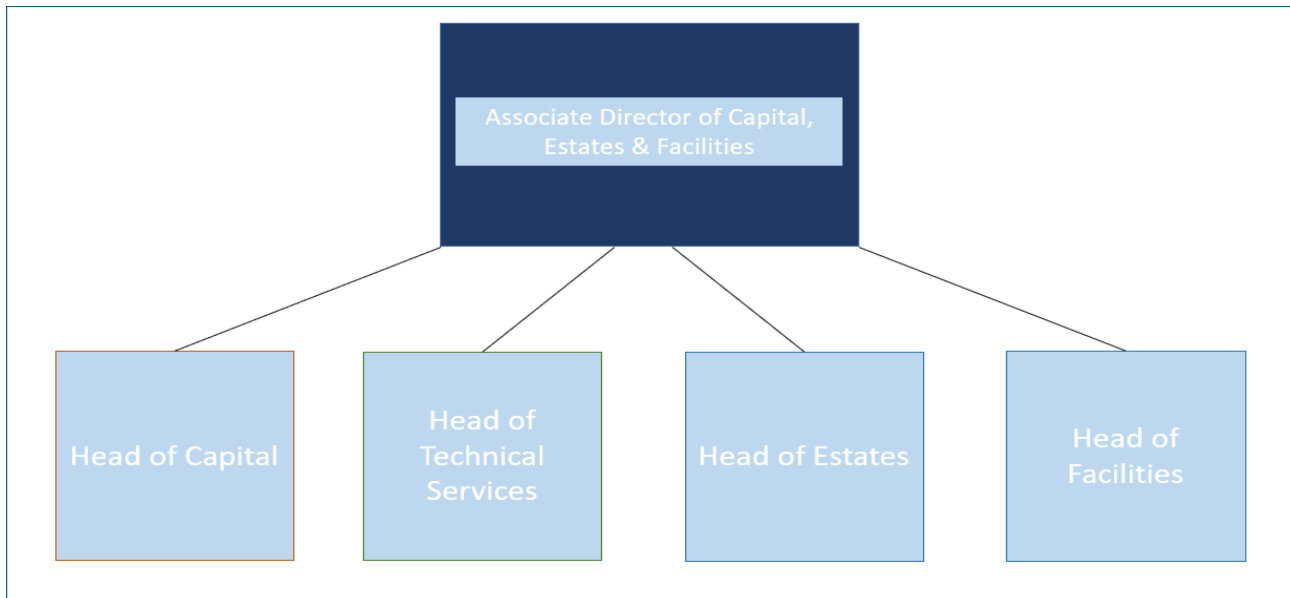 Associate Director of Capital,
Estates & Facilities
Head of Capital
Head of
Technical
Services
Head of Estates
Head of
Facilities